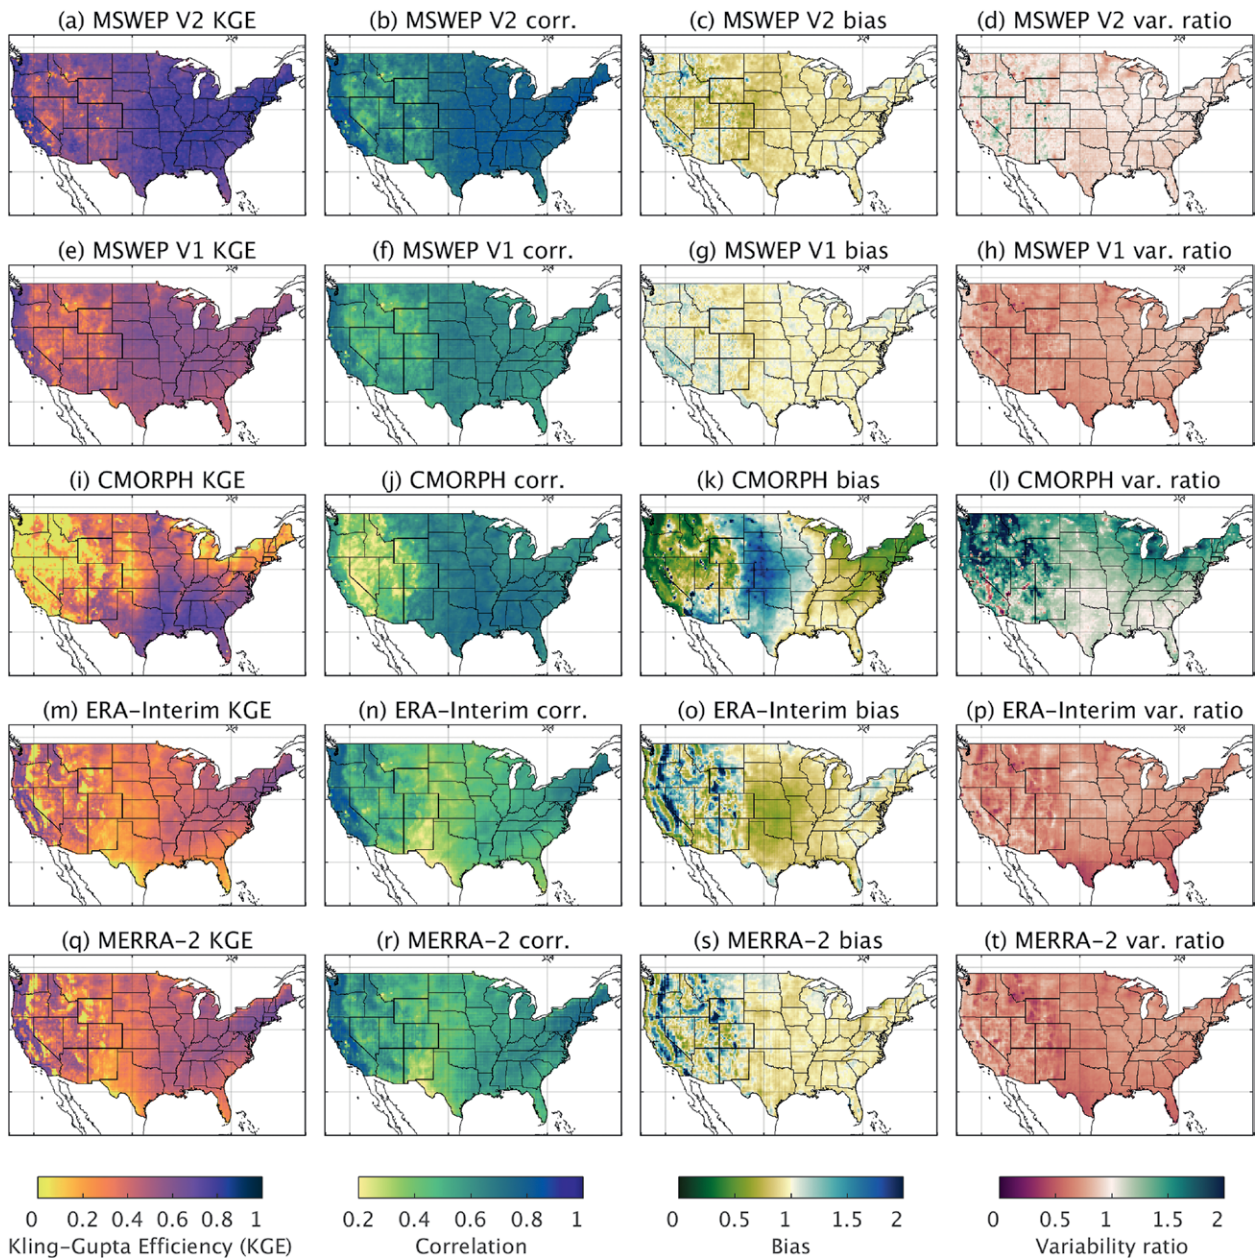 (a) MSWEP V2 KGE
(b) MSWEP V2 corr.
(c) MSWEP V2 bias
(d) MSWEP V2 var. ratio
(e) MSWEP V1 KGE
(f) MSWEP V1 corr.
(g) MSWEP V1 bias
(h) MSWEP V1 var. ratio
(i) CMORPH KGE
(j) CMORPH corr.
(k) CMORPH bias
(l) CMORPH var. ratio
(m) ERA-Interim KGE
(n) ERA-Interim corr.
(o) ERA-Interim bias
(p) ERA-Interim var. ratio
(q) MERRA-2 KGE
(r) MERRA-2 corr.
(s) MERRA-2 bias
(t) MERRA-2 var. ratio
0 0.2 0.4 0.6 0.8 1
Kling-Gupta Efficiency (KGE)
0.2 0.4 0.6 0.8 1
Correlation
0 0.5 1 1.5 2
Bias
0 0.5 1 1.5 2
Variability ratio